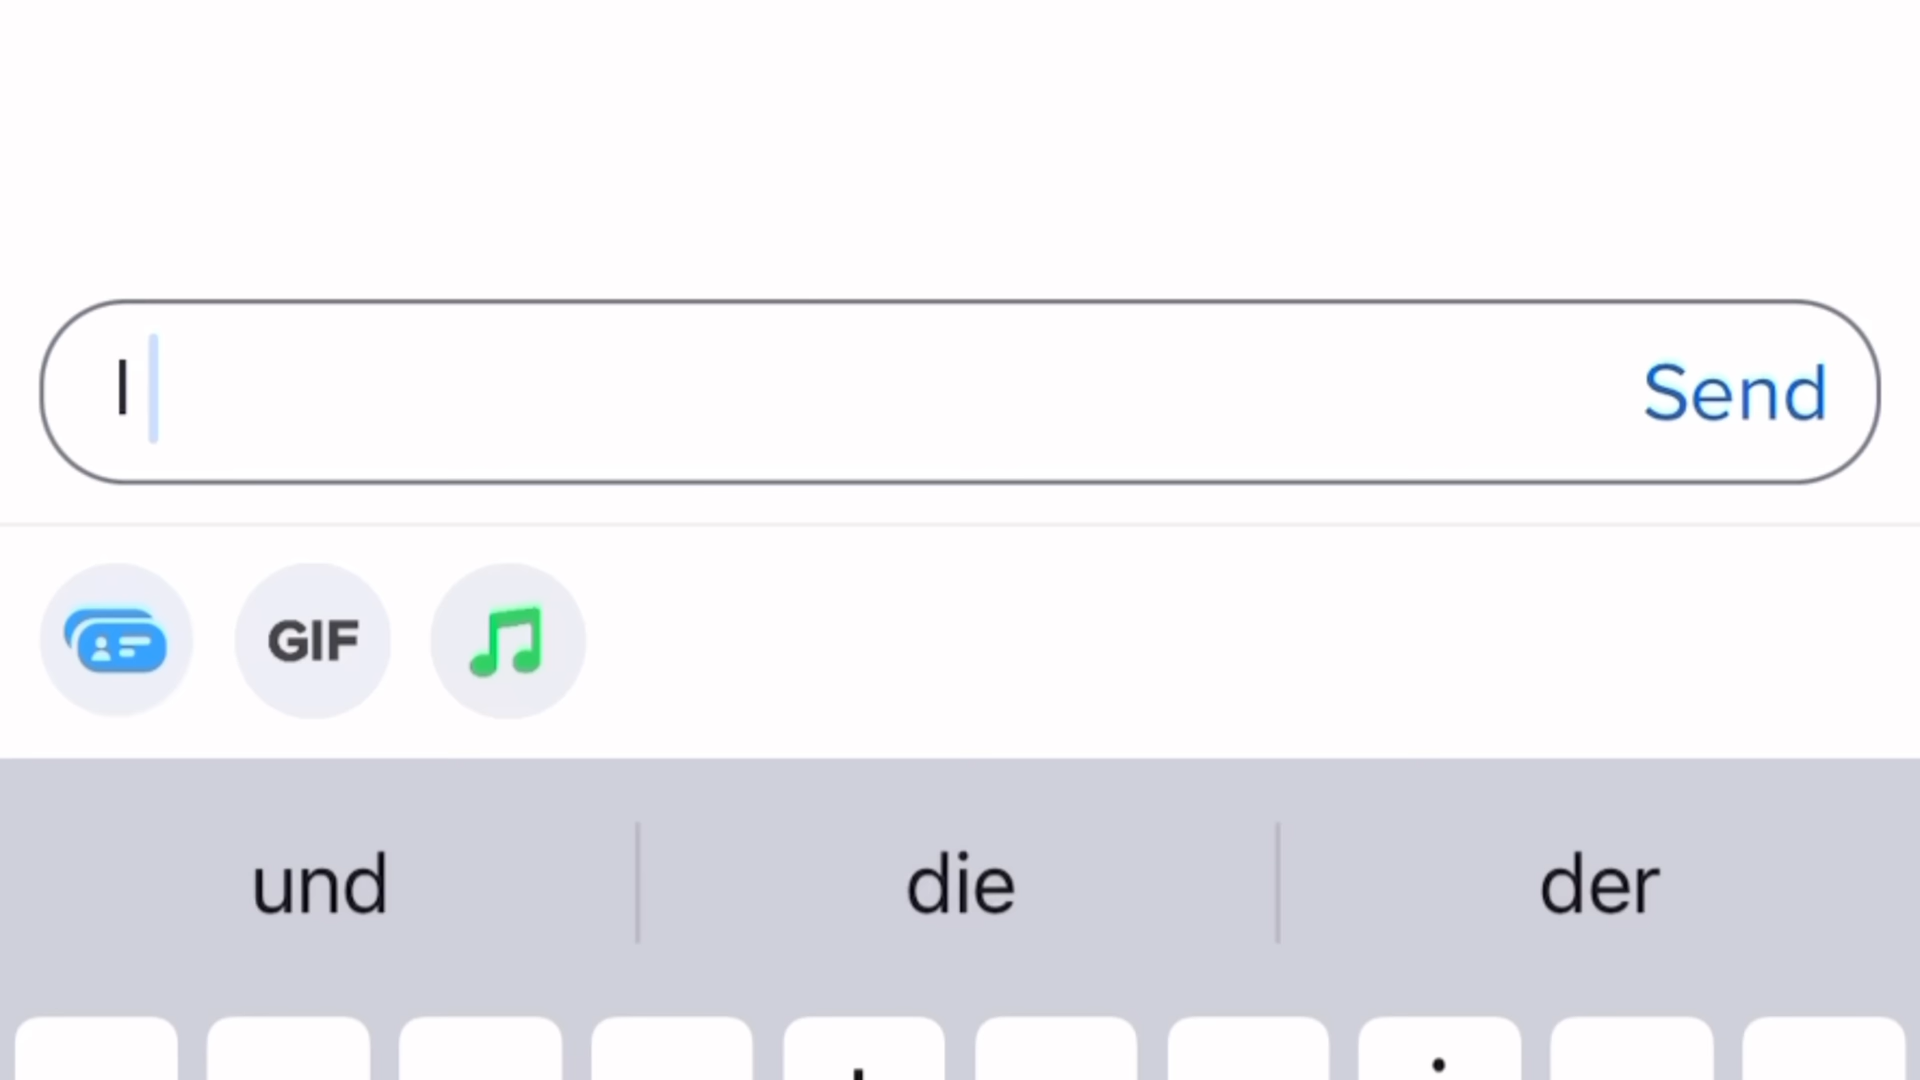 I
Send
GIF
und die der